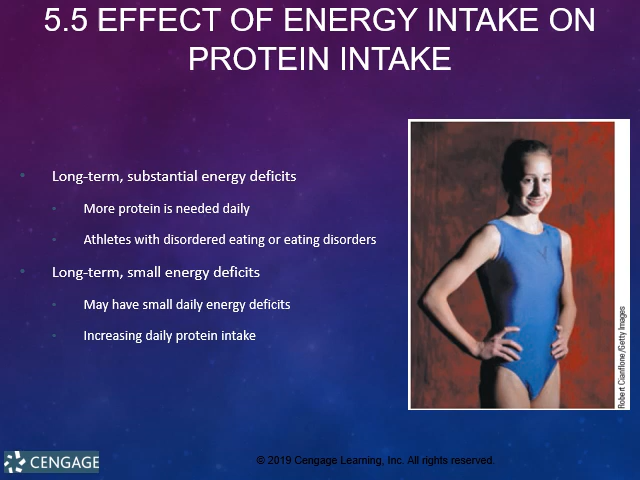 5.5 EFFECT OF ENERGY INTAKE ON
PROTEIN INTAKE
• Long-term, substantial energy deficits
• More protein is needed daily
• Athletes with disordered eating or eating disorders
• Long-term, small energy deficits
• May have small daily energy deficits
• Increasing daily protein intake
Robert Cianflone/Getty Images
CENGAGE
© 2019 Cengage Learning, Inc. All rights reserved.